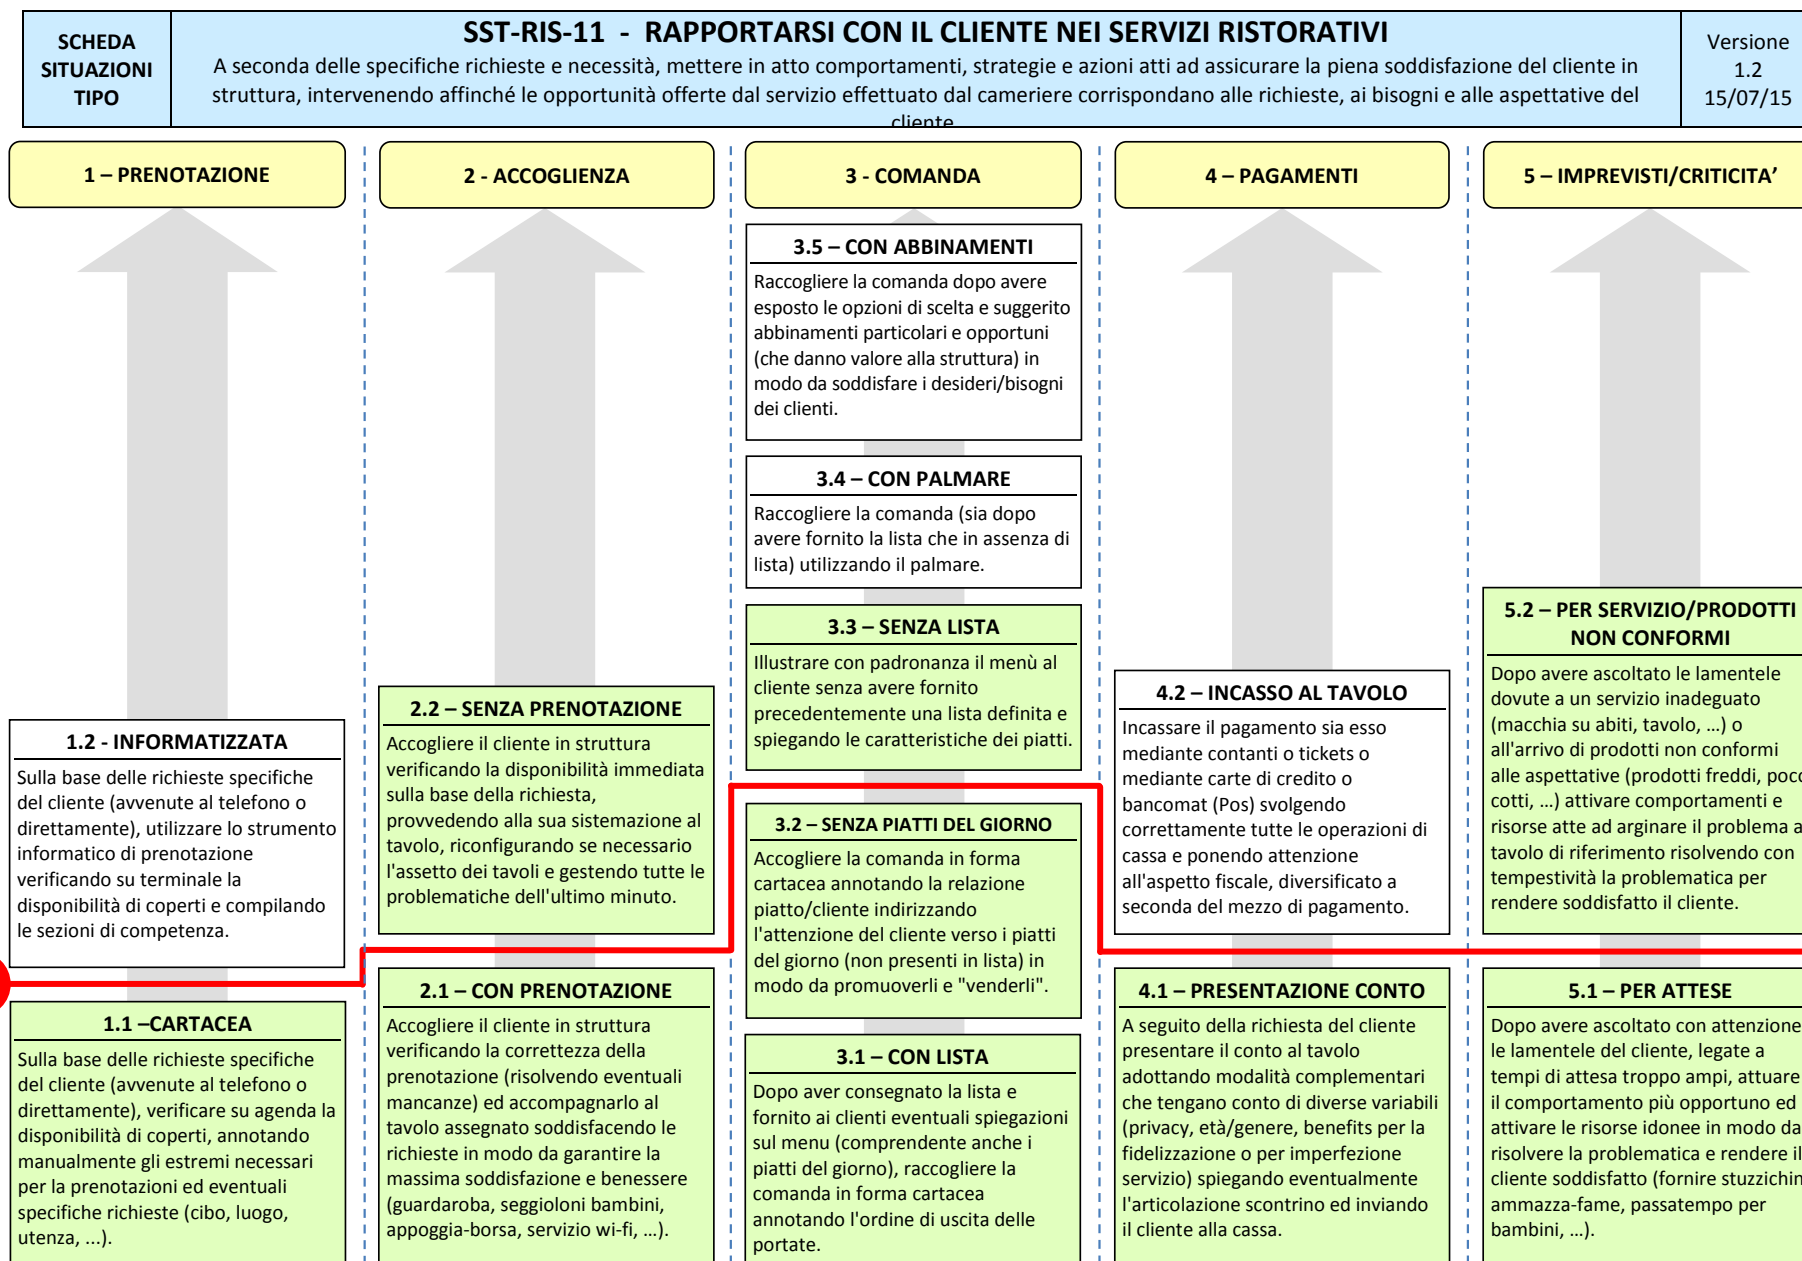 SCHEDA
SITUAZIONI
TIPO
SST-RIS-11 - RAPPORTARSI CON IL CLIENTE NEI SERVIZI RISTORATIVI
A seconda delle specifiche richieste e necessità, mettere in atto comportamenti, strategie e azioni atti ad assicurare la piena soddisfazione del cliente in
struttura, intervenendo affinché le opportunità offerte dal servizio effettuato dal cameriere corrispondano alle richieste, ai bisogni e alle aspettative del
cliente
Versione
1.2
15/07/15
1 – PRENOTAZIONE
1.2 - INFORMATIZZATA
Sulla base delle richieste specifiche
del cliente (avvenute al telefono o
direttamente), utilizzare lo strumento
informatico di prenotazione
verificando su terminale la
disponibilità di coperti e compilando
le sezioni di competenza.
1.1 –CARTACEA
Sulla base delle richieste specifiche
del cliente (avvenute al telefono o
direttamente), verificare su agenda la
disponibilità di coperti, annotando
manualmente gli estremi necessari
per la prenotazioni ed eventuali
specifiche richieste (cibo, luogo,
utenza, ...).
2 - ACCOGLIENZA
2.2 – SENZA PRENOTAZIONE
Accogliere il cliente in struttura
verificando la disponibilità immediata
sulla base della richiesta,
provvedendo alla sua sistemazione al
tavolo, riconfigurando se necessario
l'assetto dei tavoli e gestendo tutte le
problematiche dell'ultimo minuto.
2.1 – CON PRENOTAZIONE
Accogliere il cliente in struttura
verificando la correttezza della
prenotazione (risolvendo eventuali
mancanze) ed accompagnarlo al
tavolo assegnato soddisfacendo le
richieste in modo da garantire la
massima soddisfazione e benessere
(guardaroba, seggioloni bambini,
appoggia-borsa, servizio wi-fi, …).
3 - COMANDA
3.5 – CON ABBINAMENTI
Raccogliere la comanda dopo avere
esposto le opzioni di scelta e suggerito
abbinamenti particolari e opportuni
(che danno valore alla struttura) in
modo da soddisfare i desideri/bisogni
dei clienti.
3.4 – CON PALMARE
Raccogliere la comanda (sia dopo
avere fornito la lista che in assenza di
lista) utilizzando il palmare.
3.3 – SENZA LISTA
Illustrare con padronanza il menù al
cliente senza avere fornito
precedentemente una lista definita e
spiegando le caratteristiche dei piatti.
3.2 – SENZA PIATTI DEL GIORNO
Accogliere la comanda in forma
cartacea annotando la relazione
piatto/cliente indirizzando
l'attenzione del cliente verso i piatti
del giorno (non presenti in lista) in
modo da promuoverli e "venderli".
3.1 – CON LISTA
Dopo aver consegnato la lista e
fornito ai clienti eventuali spiegazioni
sul menu (comprendente anche i
piatti del giorno), raccogliere la
comanda in forma cartacea
annotando l'ordine di uscita delle
portate.
4 – PAGAMENTI
4.2 – INCASSO AL TAVOLO
Incassare il pagamento sia esso
mediante contanti o tickets o
mediante carte di credito o
bancomat (Pos) svolgendo
correttamente tutte le operazioni di
cassa e ponendo attenzione
all'aspetto fiscale, diversificato a
seconda del mezzo di pagamento.
4.1 – PRESENTAZIONE CONTO
A seguito della richiesta del cliente
presentare il conto al tavolo
adottando modalità complementari
che tengano conto di diverse variabili
(privacy, età/genere, benefits per la
fidelizzazione o per imperfezione
servizio) spiegando eventualmente
l'articolazione scontrino ed inviando
il cliente alla cassa.
5 – IMPREVISTI/CRITICITA’
5.2 – PER SERVIZIO/PRODOTTI
NON CONFORMI
Dopo avere ascoltato le lamentele
dovute a un servizio inadeguato
(macchia su abiti, tavolo, …) o
all'arrivo di prodotti non conformi
alle aspettative (prodotti freddi, poco
cotti, …) attivare comportamenti e
risorse atte ad arginare il problema a
tavolo di riferimento risolvendo con
tempestività la problematica per
rendere soddisfatto il cliente.
5.1 – PER ATTESE
Dopo avere ascoltato con attenzione
le lamentele del cliente, legate a
tempi di attesa troppo ampi, attuare
il comportamento più opportuno ed
attivare le risorse idonee in modo da
risolvere la problematica e rendere il
cliente soddisfatto (fornire stuzzichin
ammazza-fame, passatempo per
bambini, …).